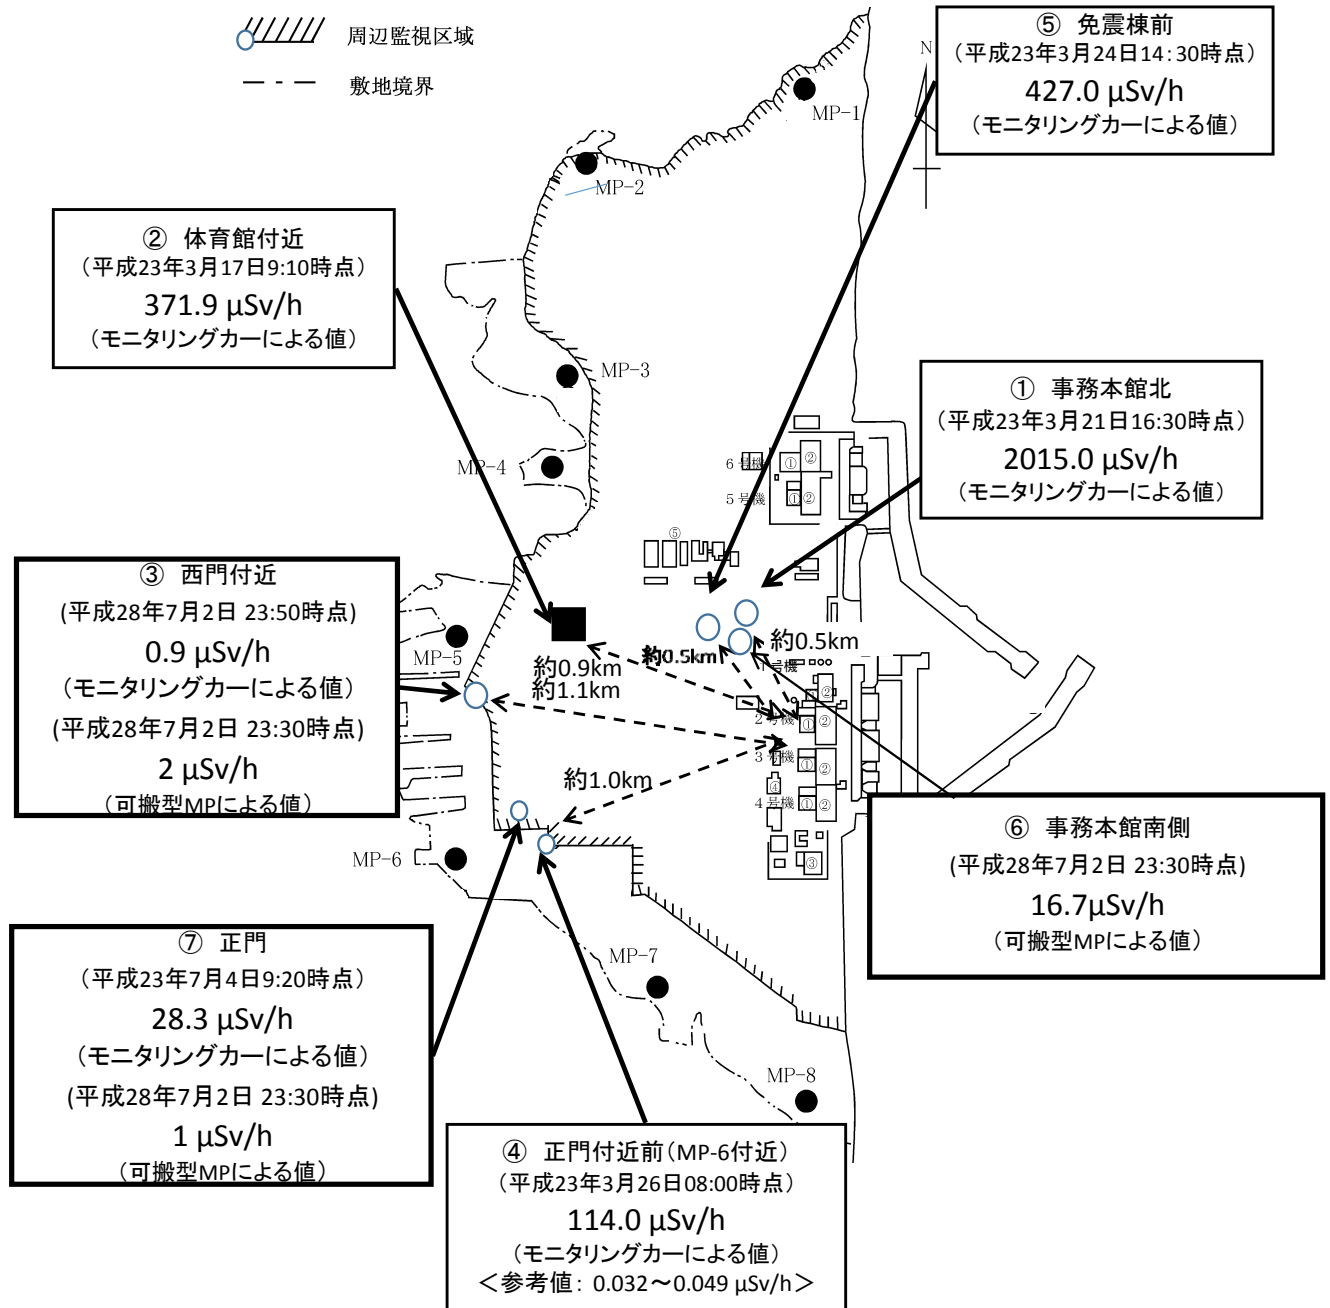 周辺監視区域
敷地境界
⑤ 免震棟前
（平成23年3月24日14:30時点）
427.0 μSv/h
（モニタリングカーによる値）
N
MP-1
MP-2
② 体育館付近
（平成23年3月17日9:10時点）
371.9 μSv/h
（モニタリングカーによる値）
MP-3
① 事務本館北
（平成23年3月21日16:30時点）
2015.0 μSv/h
（モニタリングカーによる値）
MP-4
6号機
① ②
5号機
① ②
⑤
③ 西門付近
(平成28年7月2日 23:50時点)
0.9 μSv/h
（モニタリングカーによる値）
(平成28年7月2日 23:30時点)
2 μSv/h
（可搬型MPによる値）
MP-5
約0.9km
約1.1km
約0.5km
約0.5km
1号機
②
2号機
① ②
3号機
① ②
④
4号機
① ②
③
約1.0km
MP-6
⑥ 事務本館南側
(平成28年7月2日 23:30時点)
16.7μSv/h
（可搬型MPによる値）
⑦ 正門
（平成23年7月4日9:20時点）
28.3 μSv/h
（モニタリングカーによる値）
(平成28年7月2日 23:30時点)
1 μSv/h
（可搬型MPによる値）
MP-7
MP-8
④ 正門付近前（MP-6付近）
（平成23年3月26日08:00時点）
114.0 μSv/h
（モニタリングカーによる値）
＜参考値： 0.032～0.049 μSv/h＞